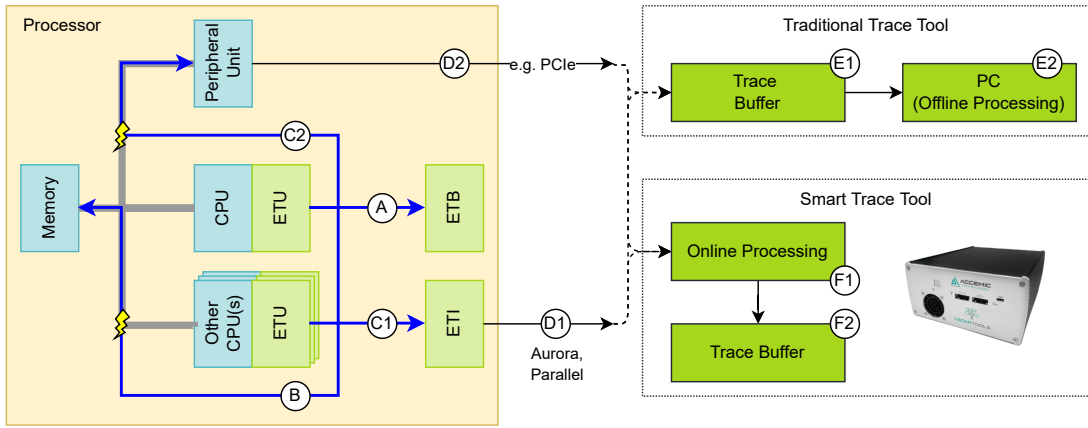 Processor
Peripheral
Unit
D2
e.g. PCIe
C2
Memory
CPU
ETU
A
ETB
Other
CPU(s)
ETU
C1
ETI
D1
Aurora,
Parallel
B
Traditional Trace Tool
Trace
Buffer
E1
PC
(Offline Processing)
E2
Smart Trace Tool
Online Processing
F1
Trace Buffer
F2
ACCEMIC